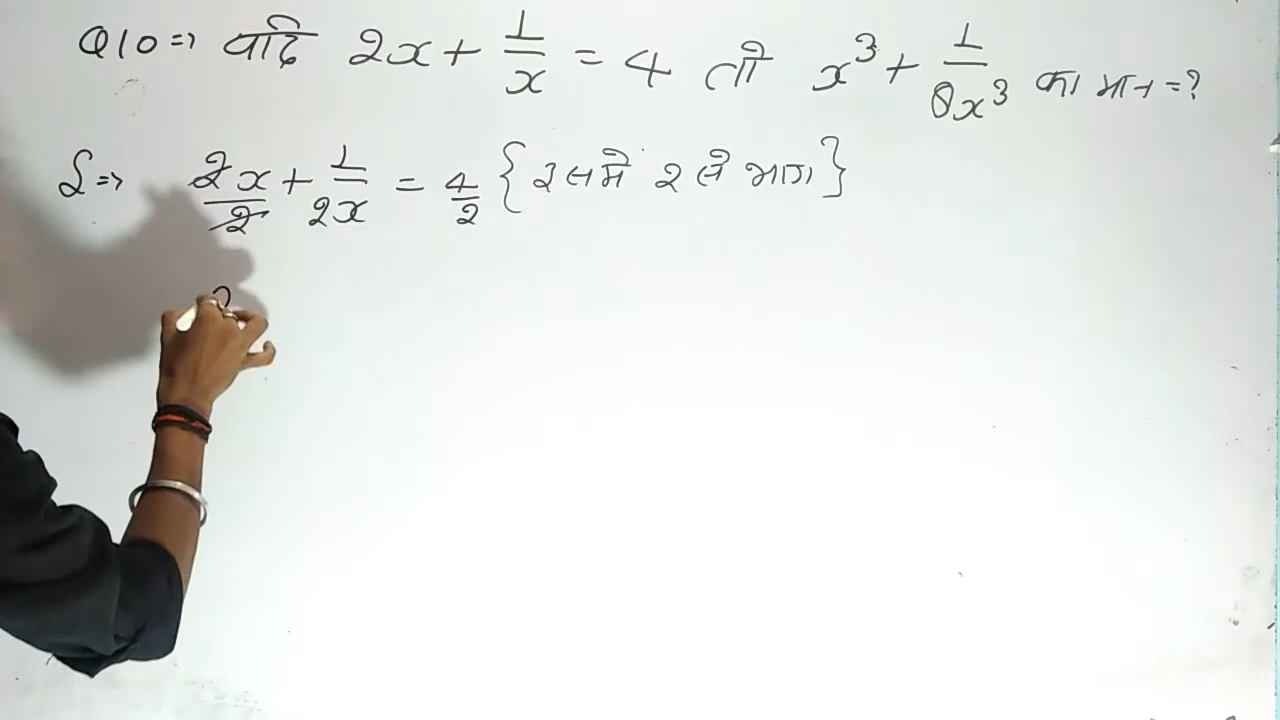 Q10⇒ यदि 2x + 1/x = 4 तो x³ + 1/8x³ का मान = ?
S⇒ 2x/2 + 1/2x = 4/2 {इसमें 2 से भाग}